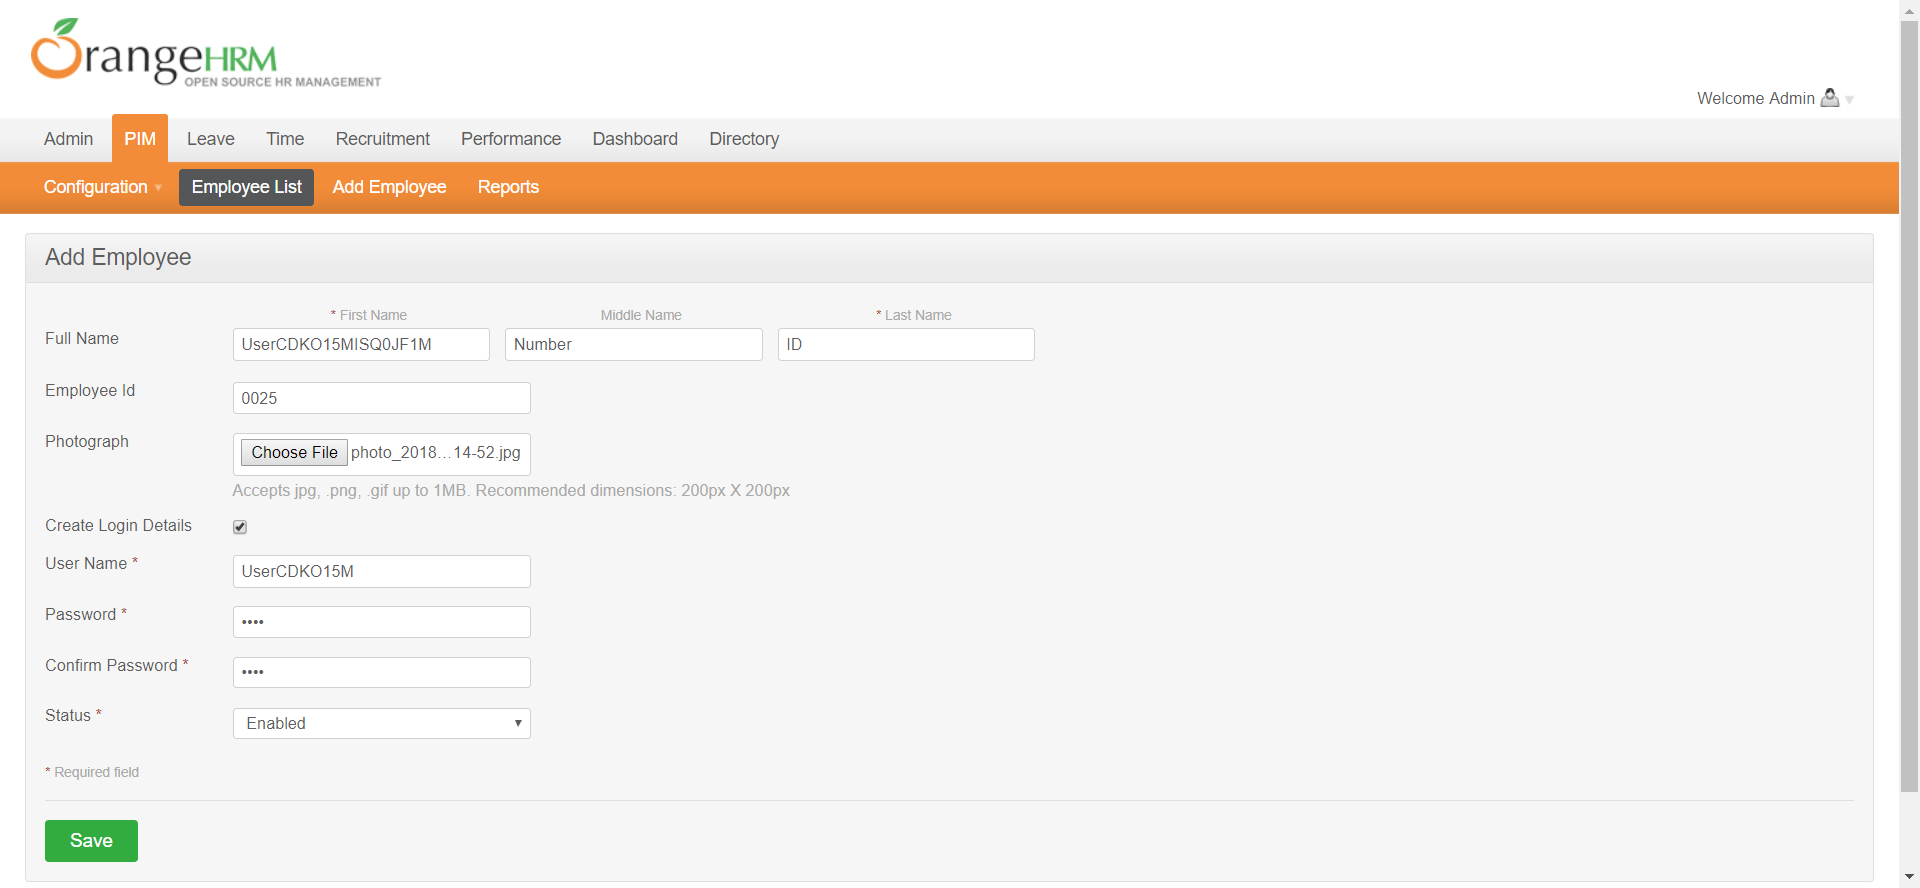 OrangeHRM
OPEN SOURCE HR MANAGEMENT
Welcome Admin
Admin PIM Leave Time Recruitment Performance Dashboard Directory
Configuration Employee List Add Employee Reports
Add Employee
* First Name Middle Name * Last Name
Full Name UserCDKO15MISQ0JF1M Number ID
Employee Id 0025
Photograph Choose File photo_2018...14-52.jpg
Accepts jpg, .png, .gif up to 1MB. Recommended dimensions: 200px X 200px
Create Login Details
User Name * UserCDKO15M
Password * ••••
Confirm Password * ••••
Status * Enabled
* Required field
Save